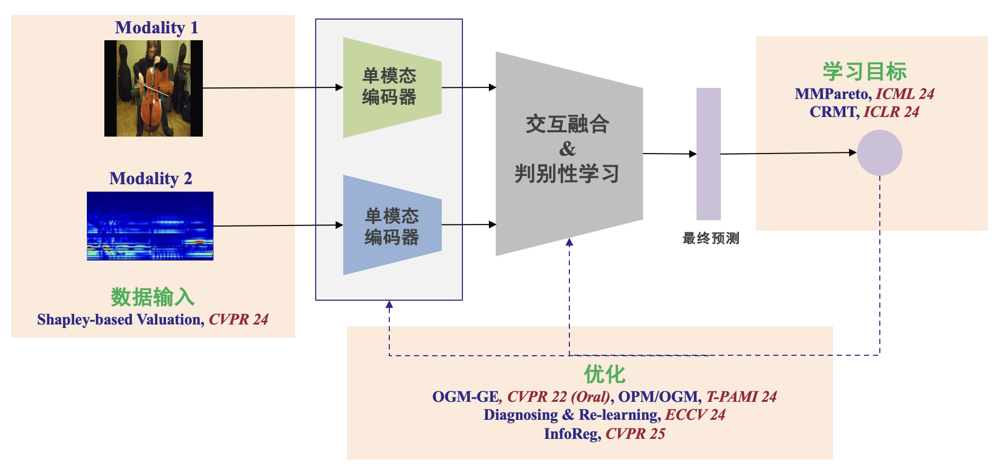 Modality 1
Modality 2
数据输入
Shapley-based Valuation, CVPR 24
单模态
编码器
单模态
编码器
交互融合
&
判别性学习
最终预测
学习目标
MMPareto, ICML 24
CRMT, ICLR 24
优化
OGM-GE, CVPR 22 (Oral), OPM/OGM, T-PAMI 24
Diagnosing & Re-learning, ECCV 24
InfoReg, CVPR 25